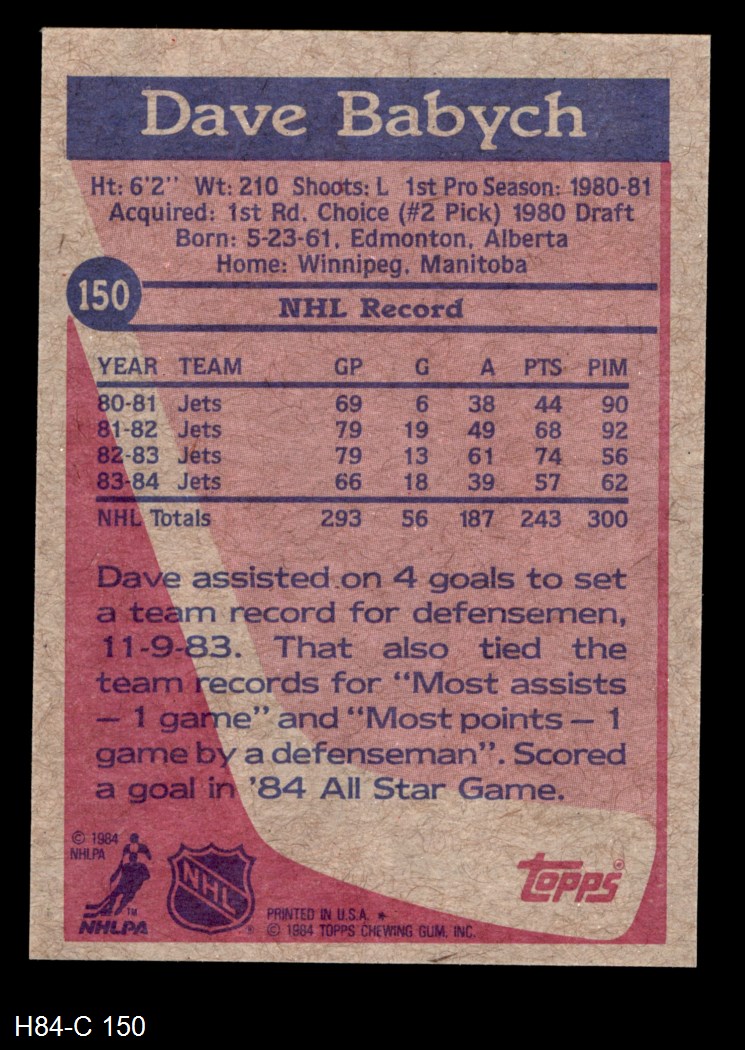 Dave Babych
Ht: 6'2'' Wt: 210 Shoots: L 1st Pro Season: 1980-81
Acquired: 1st Rd. Choice (#2 Pick) 1980 Draft
Born: 5-23-61, Edmonton, Alberta
Home: Winnipeg, Manitoba
150
NHL Record
YEAR TEAM GP G A PTS PIM
80-81 Jets 69 6 38 44 90
81-82 Jets 79 19 49 68 92
82-83 Jets 79 13 61 74 56
83-84 Jets 66 18 39 57 62
NHL Totals 293 56 187 243 300
Dave assisted on 4 goals to set
a team record for defensemen,
11-9-83. That also tied the
team records for “Most assists
— 1 game” and “Most points — 1
game by a defenseman”. Scored
a goal in '84 All Star Game.
© 1984
NHLPA
TM
NHLPA
NHL
®
PRINTED IN U.S.A. *
© 1984 TOPPS CHEWING GUM, INC.
topps®
H84-C 150